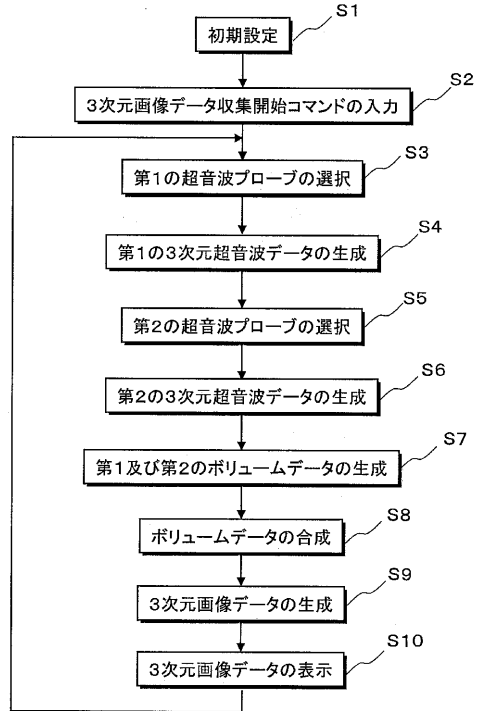 初期設定
S1
3次元画像データ収集開始コマンドの入力
S2
第1の超音波プローブの選択
S3
第1の3次元超音波データの生成
S4
第2の超音波プローブの選択
S5
第2の3次元超音波データの生成
S6
第1及び第2のボリュームデータの生成
S7
ボリュームデータの合成
S8
3次元画像データの生成
S9
3次元画像データの表示
S10